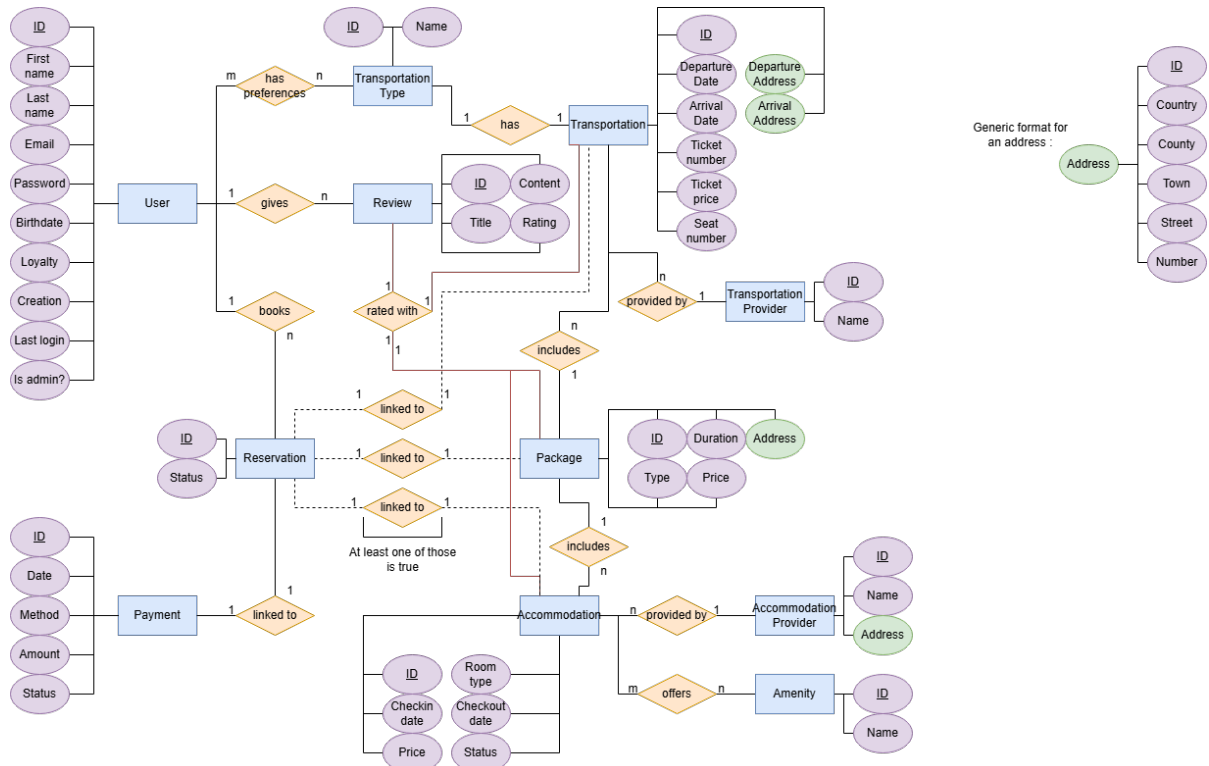 ID
First
name
Last
name
Email
Password
Birthdate
Loyalty
Creation
Last login
Is admin?
User
m
has
preferences
n
ID
Name
Transportation
Type
1
has
1
Transportation
ID
Departure
Date
Arrival
Date
Ticket
number
Ticket
price
Seat
number
Departure
Address
Arrival
Address
Generic format for
an address :
Address
ID
Country
County
Town
Street
Number
1
gives
n
Review
ID
Content
Title
Rating
1
rated with
1
1
1
n
provided by
1
Transportation
Provider
ID
Name
1
books
n
n
includes
1
1
linked to
1
1
linked to
1
1
linked to
1
At least one of those
is true
ID
Status
Reservation
Package
ID
Duration
Address
Type
Price
1
includes
n
ID
Date
Method
Amount
Status
Payment
1
linked to
1
Accommodation
ID
Room
type
Checkin
date
Checkout
date
Price
Status
n
provided by
1
Accommodation
Provider
ID
Name
Address
m
offers
n
Amenity
ID
Name